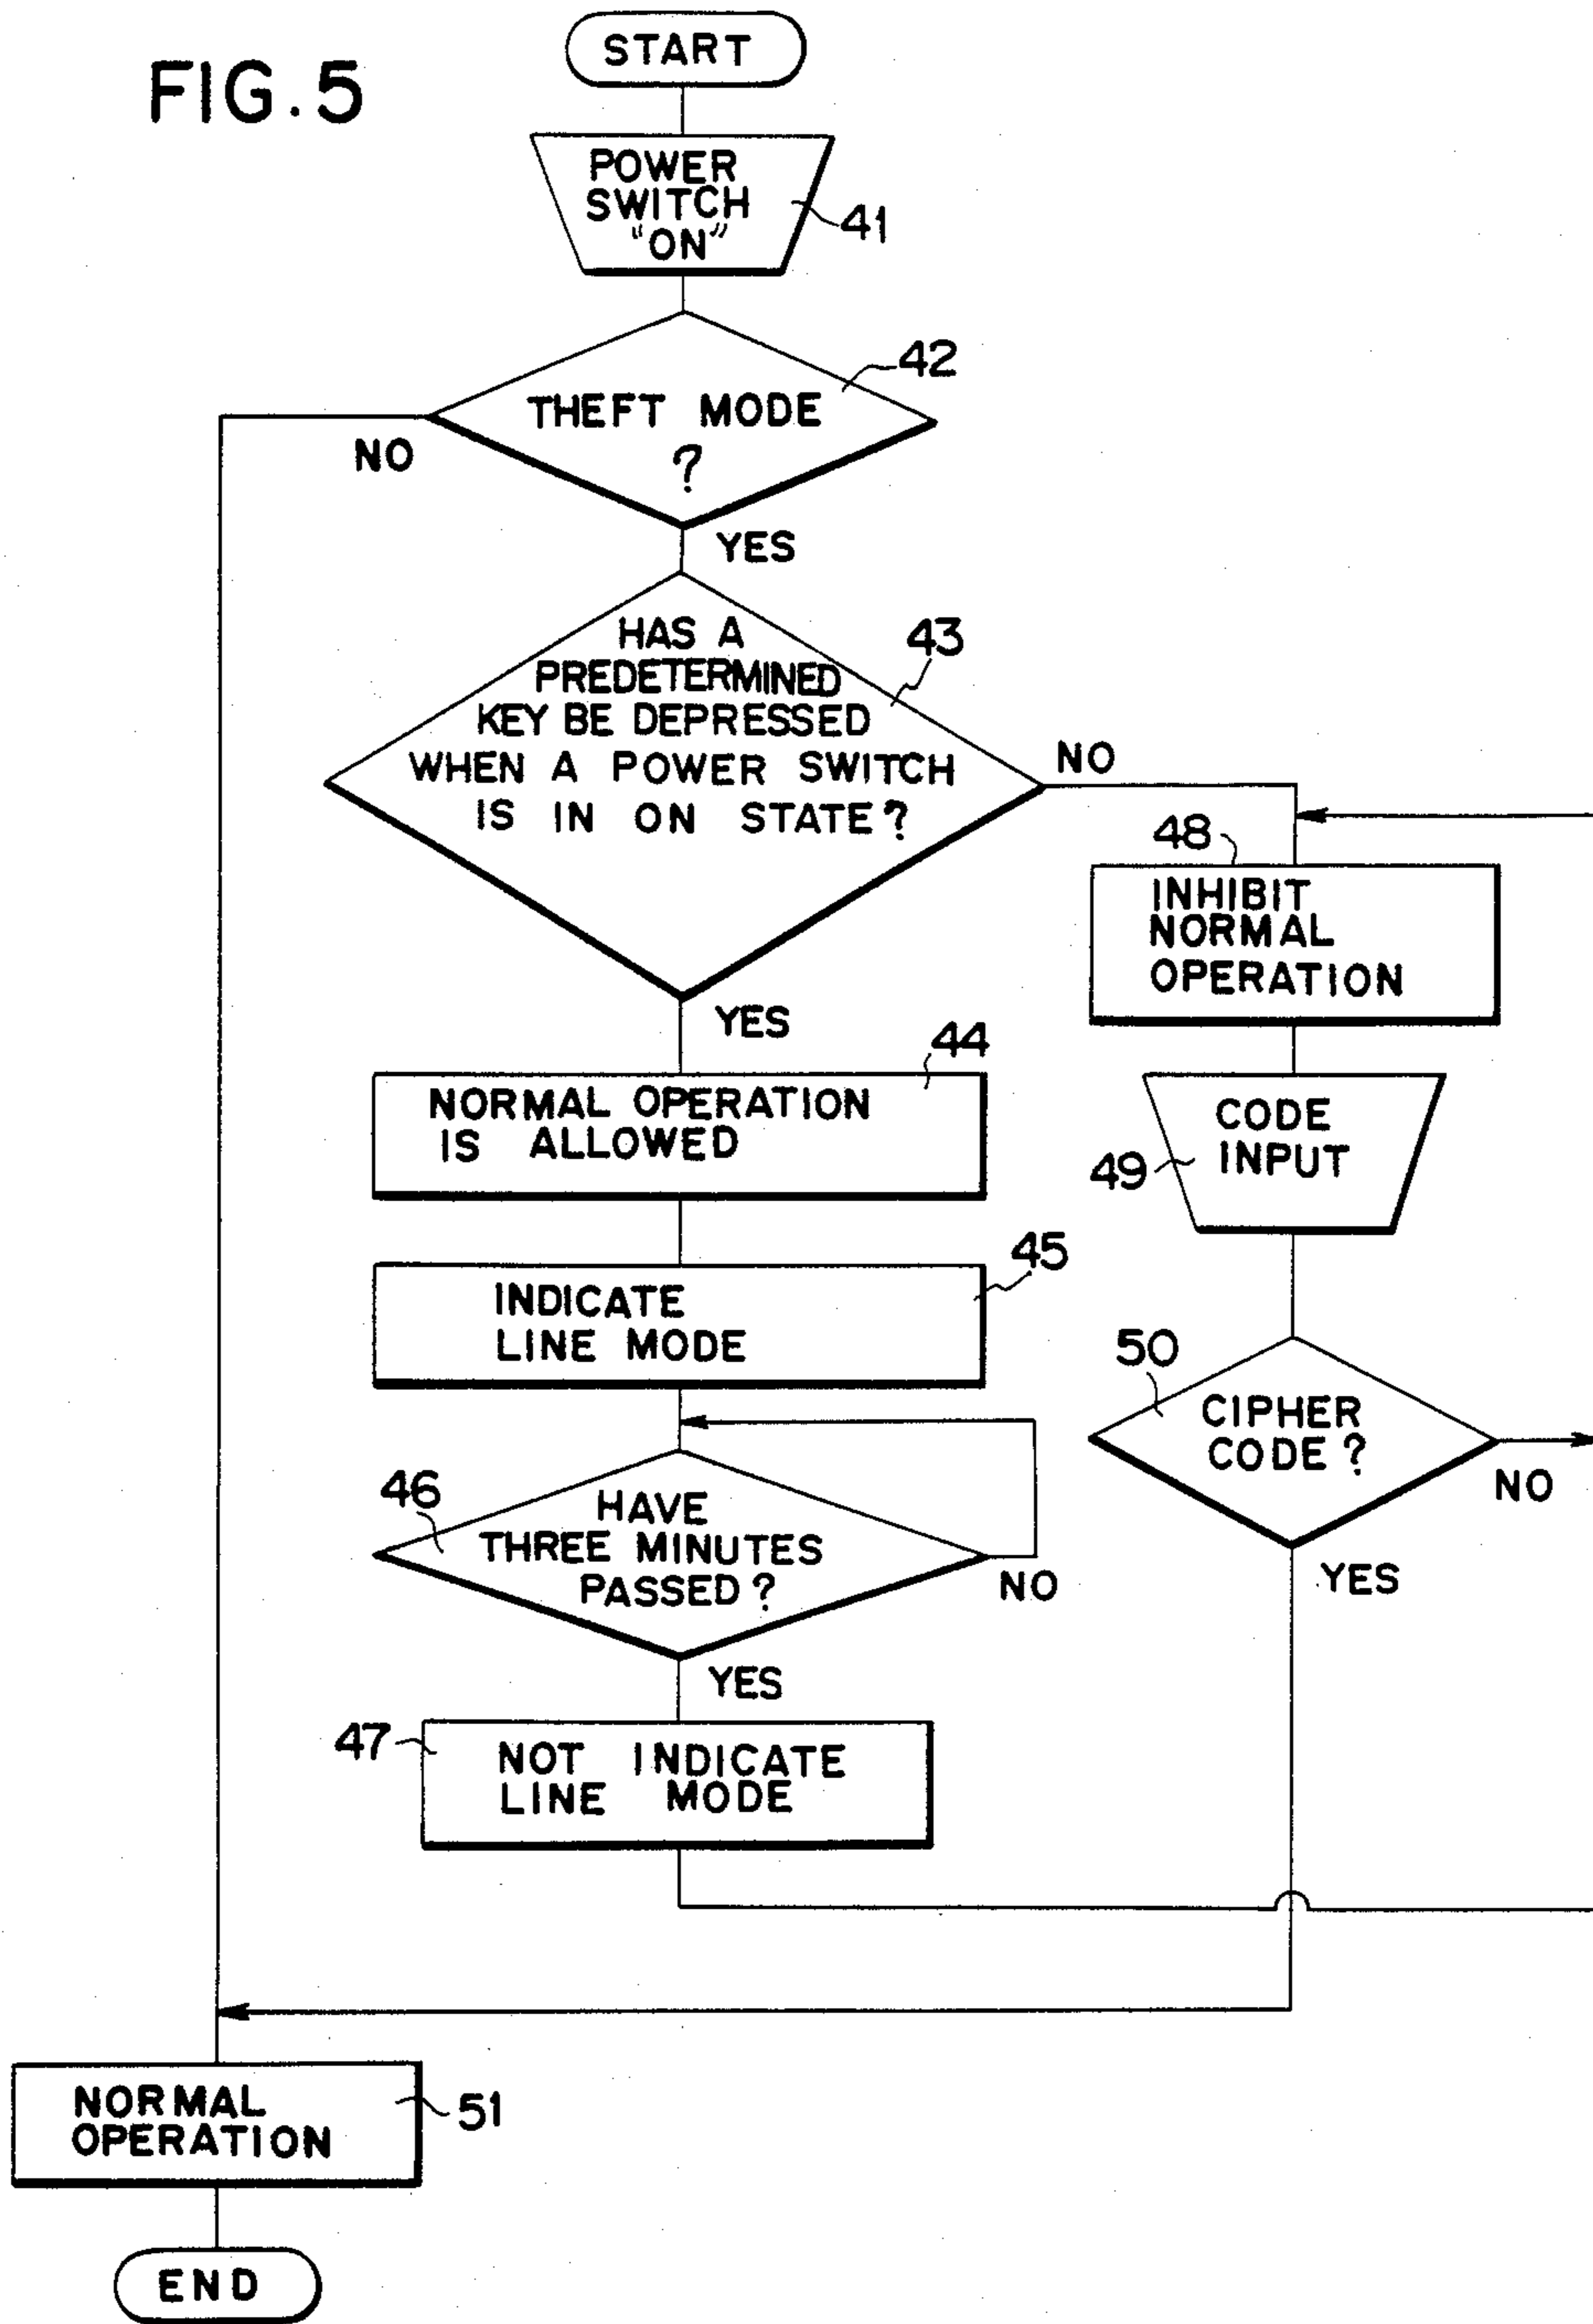 FIG. 5
START
POWER
SWITCH
"ON"
41
42
THEFT MODE
?
NO
YES
HAS A
PREDETERMINED
KEY BE DEPRESSED
WHEN A POWER SWITCH
IS IN ON STATE?
43
NO
YES
48
INHIBIT
NORMAL
OPERATION
44
NORMAL OPERATION
IS ALLOWED
CODE
INPUT
49
45
INDICATE
LINE MODE
50
CIPHER
CODE?
NO
YES
46
HAVE
THREE MINUTES
PASSED?
NO
YES
47
NOT INDICATE
LINE MODE
NORMAL
OPERATION
51
END